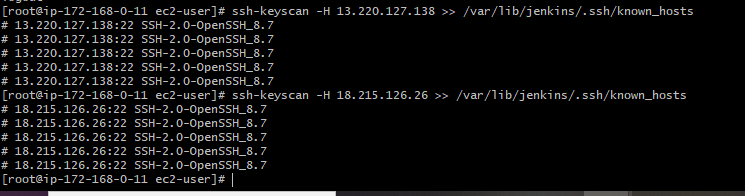 [root@ip-172-168-0-11 ec2-user]# ssh-keyscan -H 13.220.127.138 >> /var/lib/jenkins/.ssh/known_hosts
# 13.220.127.138:22 SSH-2.0-OpenSSH_8.7
# 13.220.127.138:22 SSH-2.0-OpenSSH_8.7
# 13.220.127.138:22 SSH-2.0-OpenSSH_8.7
# 13.220.127.138:22 SSH-2.0-OpenSSH_8.7
# 13.220.127.138:22 SSH-2.0-OpenSSH_8.7
[root@ip-172-168-0-11 ec2-user]# ssh-keyscan -H 18.215.126.26 >> /var/lib/jenkins/.ssh/known_hosts
# 18.215.126.26:22 SSH-2.0-OpenSSH_8.7
# 18.215.126.26:22 SSH-2.0-OpenSSH_8.7
# 18.215.126.26:22 SSH-2.0-OpenSSH_8.7
# 18.215.126.26:22 SSH-2.0-OpenSSH_8.7
# 18.215.126.26:22 SSH-2.0-OpenSSH_8.7
[root@ip-172-168-0-11 ec2-user]#